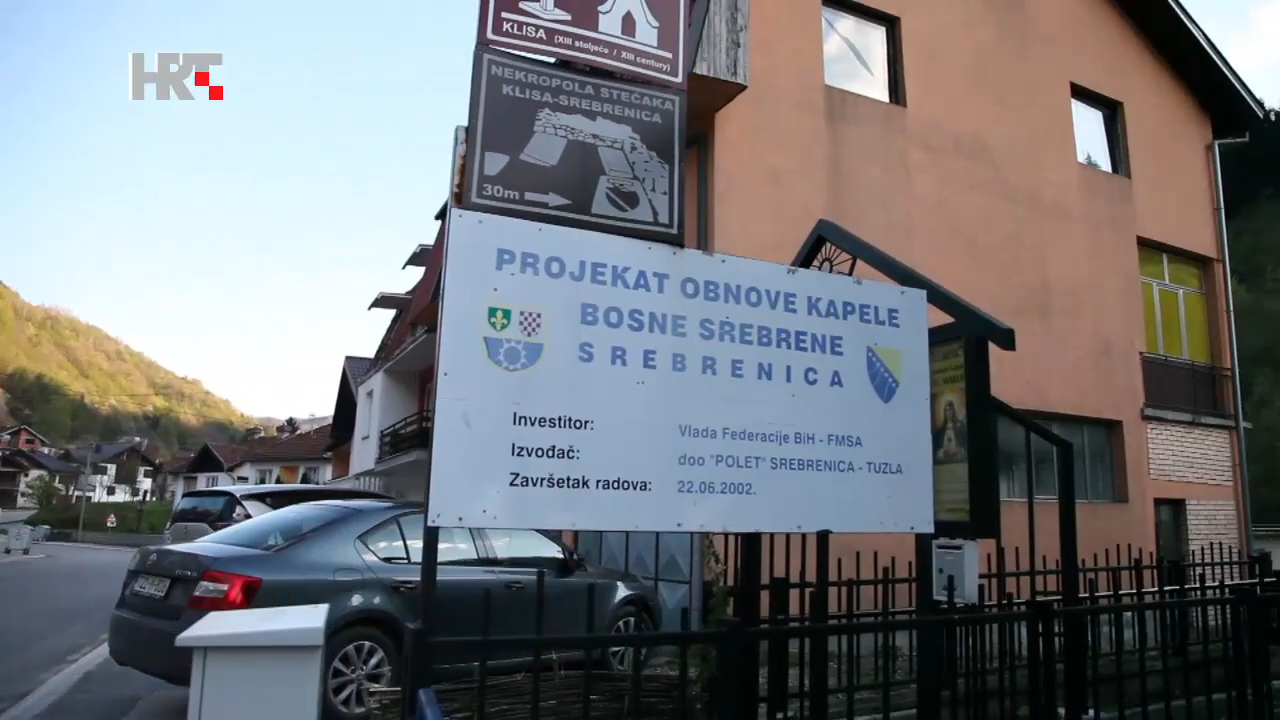 HRT
KLISA (XIII stoljeće / XIII century)
NEKROPOLA STEĆAKA
KLISA-SREBRENICA
30m
PROJEKAT OBNOVE KAPELE
BOSNE SREBRENE
SREBRENICA
Investitor: Vlada Federacije BiH - FMSA
Izvođač: doo "POLET" SREBRENICA - TUZLA
Završetak radova: 22.06.2002.